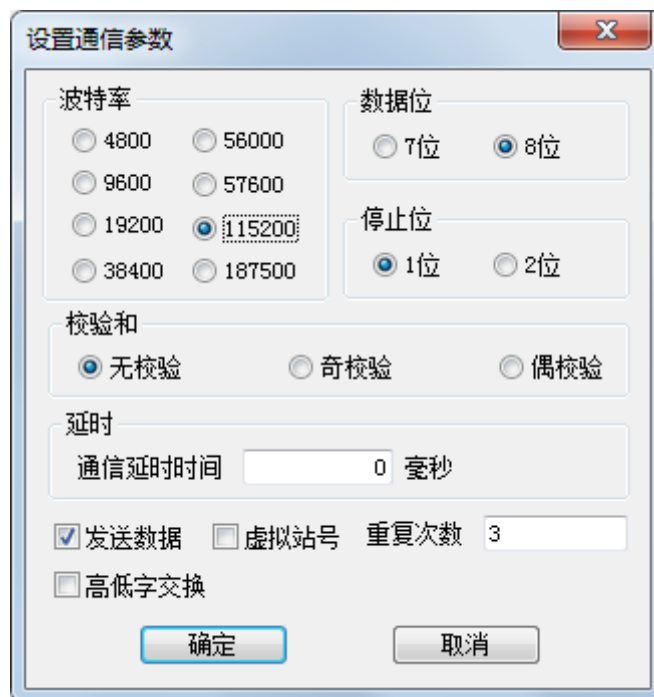 设置通信参数
波特率
数据位
4800
56000
7位
8位
9600
57600
19200
115200
停止位
1位
2位
38400
187500
校验和
无校验
奇校验
偶校验
延时
通信延时时间
0
毫秒
发送数据
虚拟站号
重复次数
3
高低字交换
确定
取消